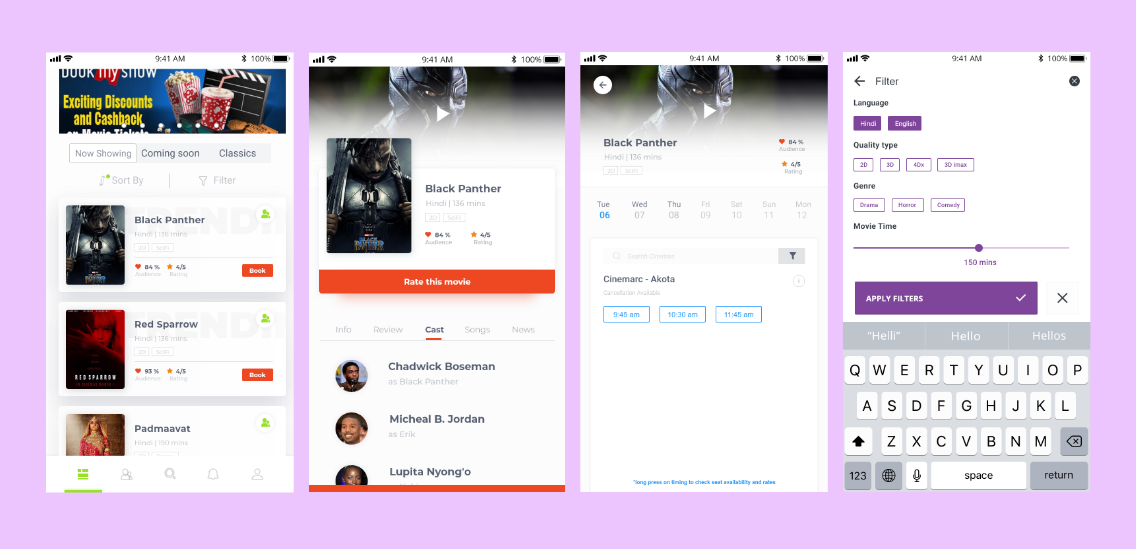 9:41 AM
100%
book my show
Exciting Discounts
and Cashback
on Movie Tickets
Now Showing
Coming soon
Classics
Sort By
Filter
TRENDING
Black Panther
Hindi | 136 mins
2D
SciFi
84 %
Audience
4/5
Rating
Book
TRENDING
Red Sparrow
Hindi | 136 mins
2D
SciFi
93 %
Audience
4/5
Rating
Book
RED SPARROW
Padmaavat
Hindi | 150 mins
9:41 AM
100%
Black Panther
Hindi | 136 mins
2D
SciFi
84 %
Audience
4/5
Rating
Rate this movie
Info
Review
Cast
Songs
News
Chadwick Boseman
as Black Panther
Micheal B. Jordan
as Erik
Lupita Nyong'o
9:41 AM
100%
Black Panther
Hindi | 136 mins
2D
SciFi
84 %
Audience
4/5
Rating
Tue Wed Thu Fri Sat Sun Mon
06 07 08 09 10 11 12
Search Cinemas
Cinemarc - Akota
Cancellation Available
9:45 am
10:30 am
11:45 am
*long press on timing to check seat availability and rates
9:41 AM
100%
Filter
Language
Hindi
English
Quality type
2D
3D
4Dx
3D imax
Genre
Drama
Horror
Comedy
Movie Time
150 mins
APPLY FILTERS
“Helli”
Hello
Hellos
Q W E R T Y U I O P
A S D F G H J K L
Z X C V B N M
123
space
return